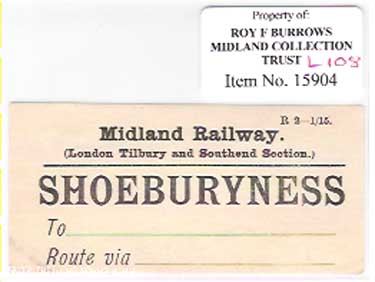 Property of:
ROY F BURROWS
MIDLAND COLLECTION
TRUST L108
Item No. 15904
R 2—1/15.
Midland Railway.
(London Tilbury and Southend Section.)
SHOEBURYNESS
To
Route via